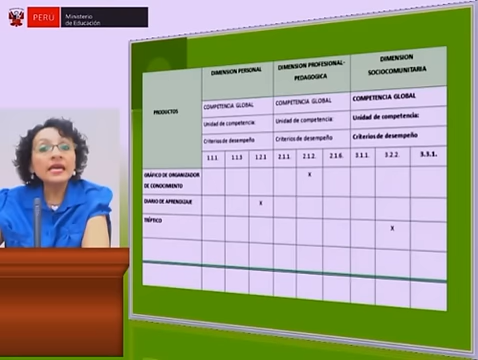 PERÚ
Ministerio
de Educación
PRODUCTOS
DIMENSION PERSONAL
DIMENSION PROFESIONAL-
PEDAGOGICA
DIMENSION
SOCIOCOMUNITARIA
COMPETENCIA GLOBAL
COMPETENCIA GLOBAL
COMPETENCIA GLOBAL
Unidad de competencia:
Unidad de competencia:
Unidad de competencia:
Criterios de desempeño
Criterios de desempeño
Criterios de desempeño
1.1.1. 1.1.3 1.2.1 2.1.1. 2.1.2. 2.1.6. 3.1.1. 3.2.2. 3.3.1.
GRÁFICO DE ORGANIZADOR
DE CONOCIMIENTO
X
DIARIO DE APRENDIZAJE X
TRÍPTICO X